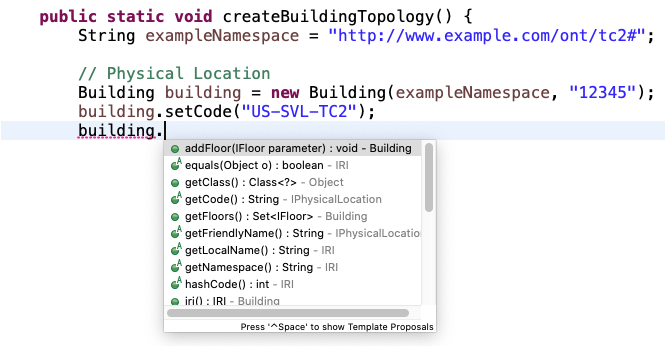 public static void createBuildingTopology() {
String exampleNamespace = "http://www.example.com/ont/tc2#";
// Physical Location
Building building = new Building(exampleNamespace, "12345");
building.setCode("US-SVL-TC2");
building.
addFloor(IFloor parameter) : void - Building
equals(Object o) : boolean - IRI
getClass() : Class<?> - Object
getCode() : String - IPhysicalLocation
getFloors() : Set<IFloor> - Building
getFriendlyName() : String - IPhysicalLocatio
getLocalName() : String - IRI
getNamespace() : String - IRI
hashCode() : int - IRI
iri() : IRI - Building
Press '^Space' to show Template Proposals